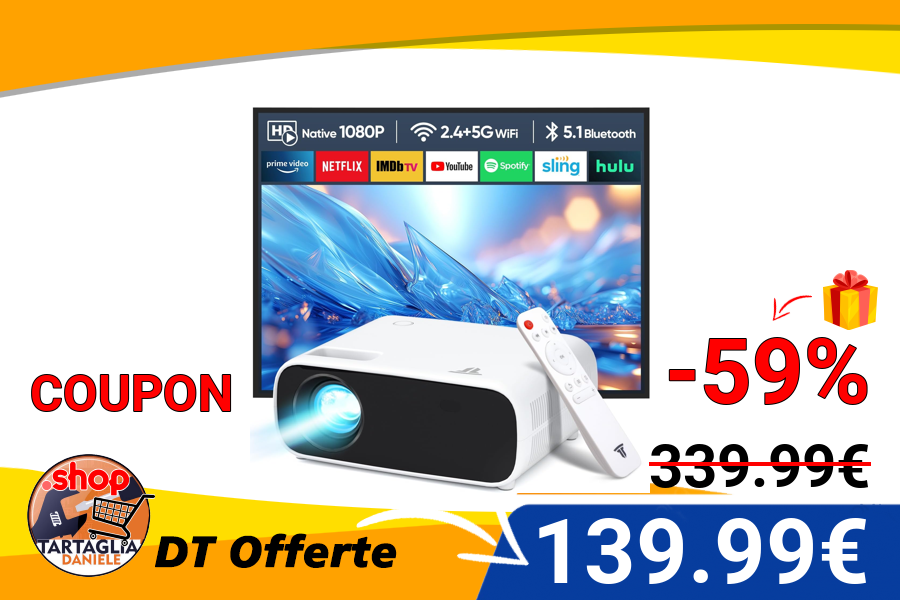 HD Native 1080P 2.4+5G WiFi 5.1 Bluetooth
prime video NETFLIX IMDb TV YouTube Spotify sling hulu
-59%
COUPON
339.99€
.shop
TARTAGLIA
DANIELE
DT Offerte
139.99€